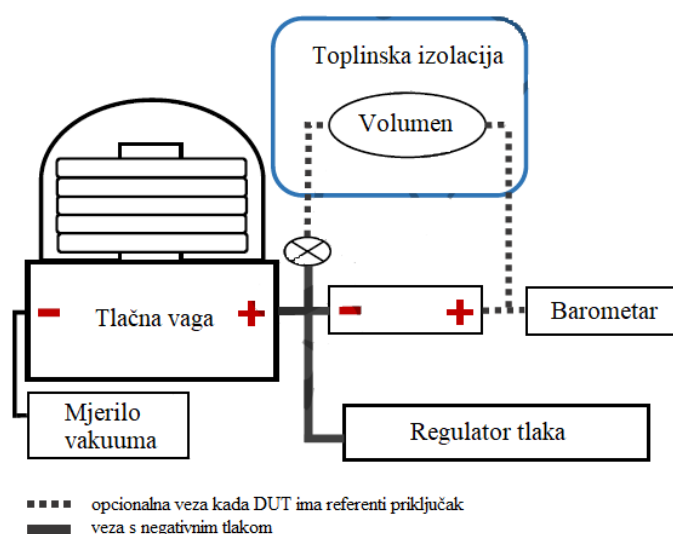 Toplinska izolacija
Volumen
− Tlačna vaga +
− +
Barometar
Mjerilo
vakuuma
Regulator tlaka
opcionalna veza kada DUT ima referenti priključak
veza s negativnim tlakom